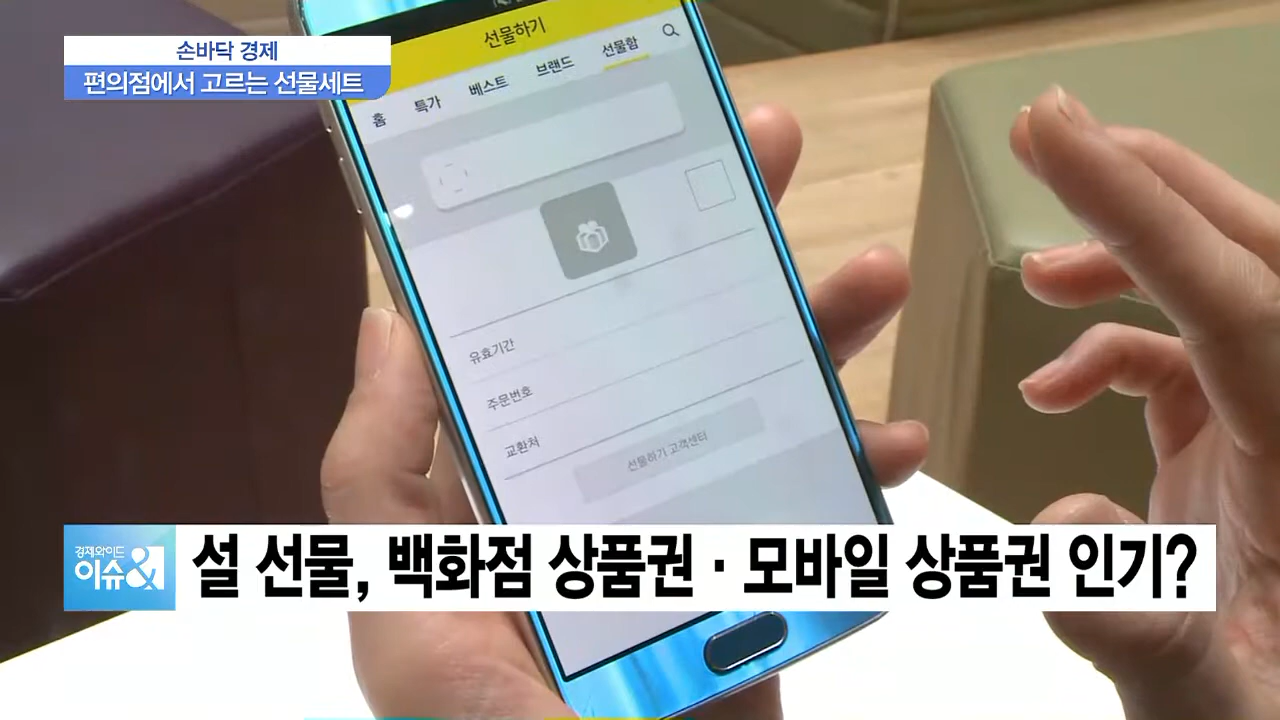 손바닥 경제
편의점에서 고르는 선물세트
선물하기
홈 특가 베스트 브랜드 선물함
유효기간
주문번호
교환처
선물하기 고객센터
경제와이드
이슈&
설 선물, 백화점 상품권·모바일 상품권 인기?